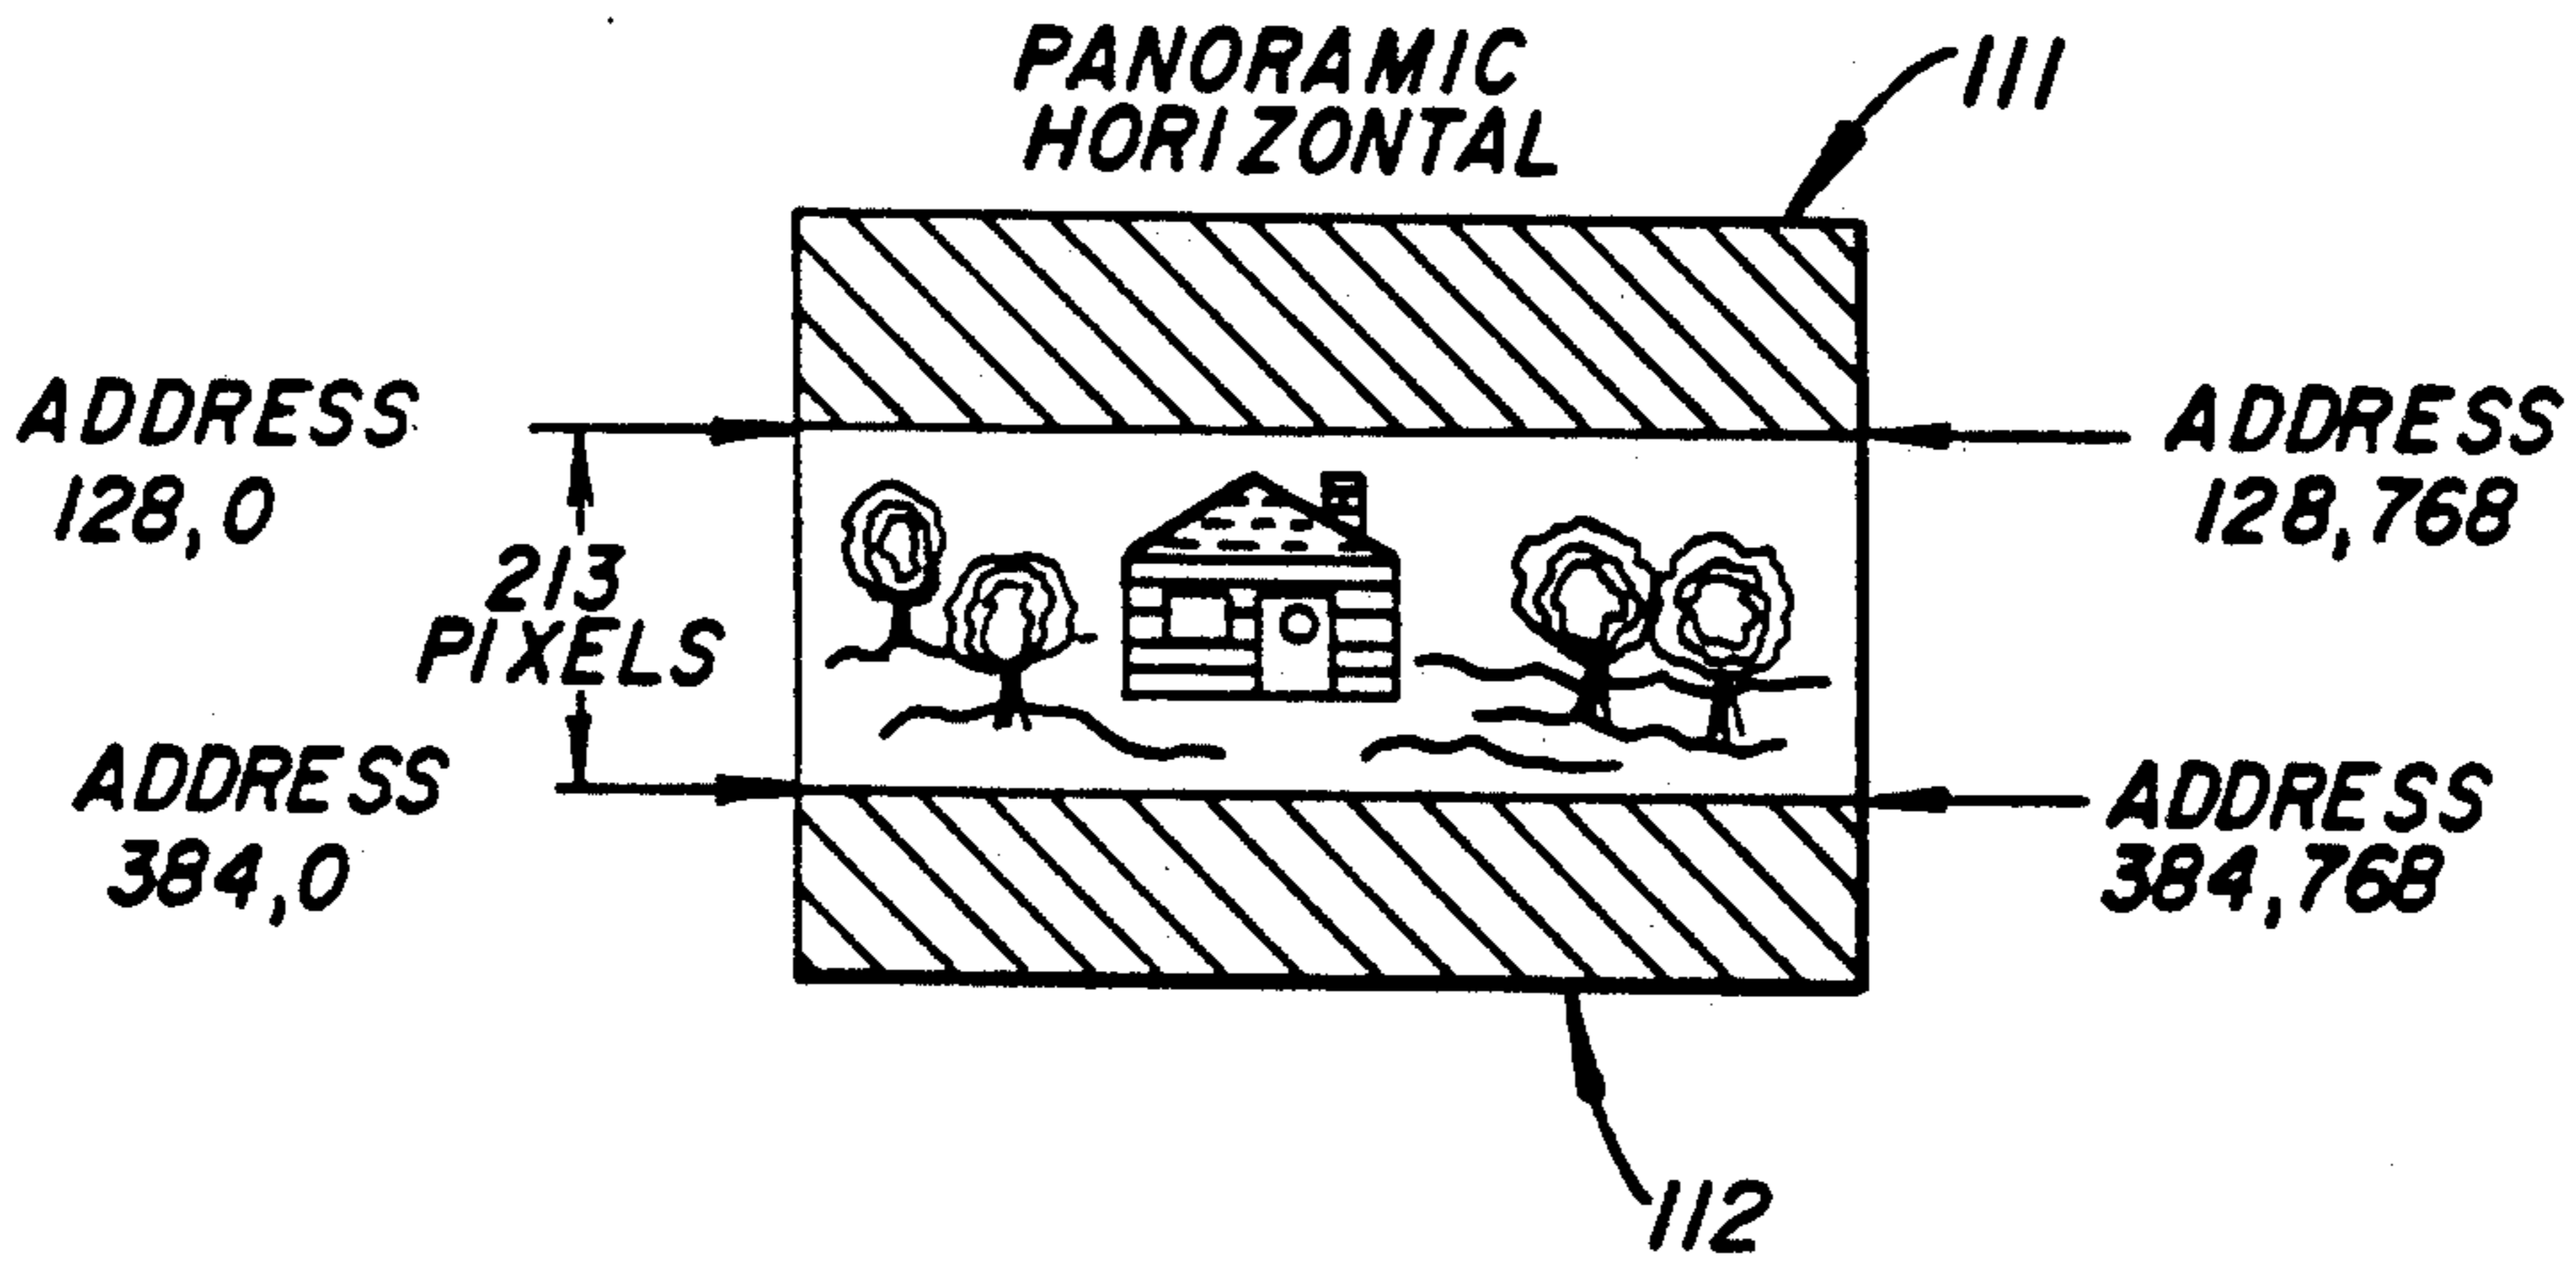 PANORAMIC
HORIZONTAL
111
ADDRESS
128,0
ADDRESS
128,768
213
PIXELS
ADDRESS
384,0
ADDRESS
384,768
112